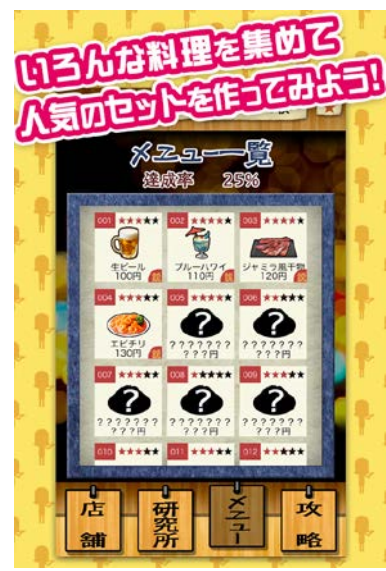 いろんな料理を集めて
人気のセットを作ってみよう!
メニュー一覧
達成率 25%
001 ★★★★★ 002 ★★★★★ 003 ★★★★★
生ビール ブルーハワイ ジャミラ風干物
100円 110円 120円
004 ★★★★★ 005 ★★★★★ 006 ★★★★★
エビチリ ??????? ???????
130円 ???円 ???円
007 ★★★★★ 008 ★★★★★ 009 ★★★★★
??????? ??????? ???????
???円 ???円 ???円
010 ★★★★★ 011 ★★★★★ 012 ★★★★★
店舗 研究所 メニュー 攻略